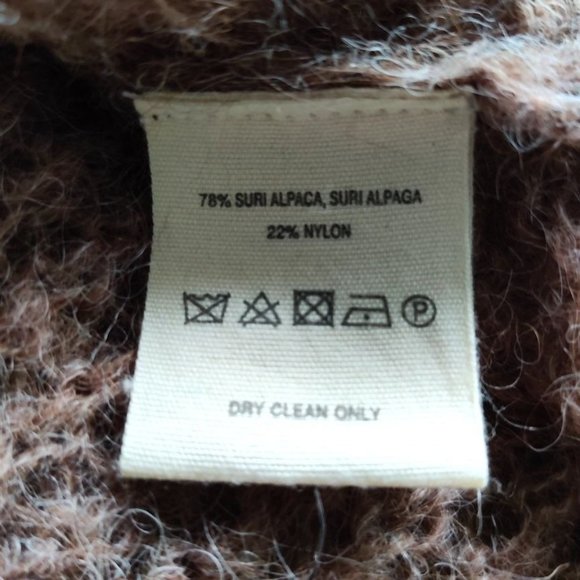 78% SURI ALPACA, SURI ALPAGA
22% NYLON
P
DRY CLEAN ONLY